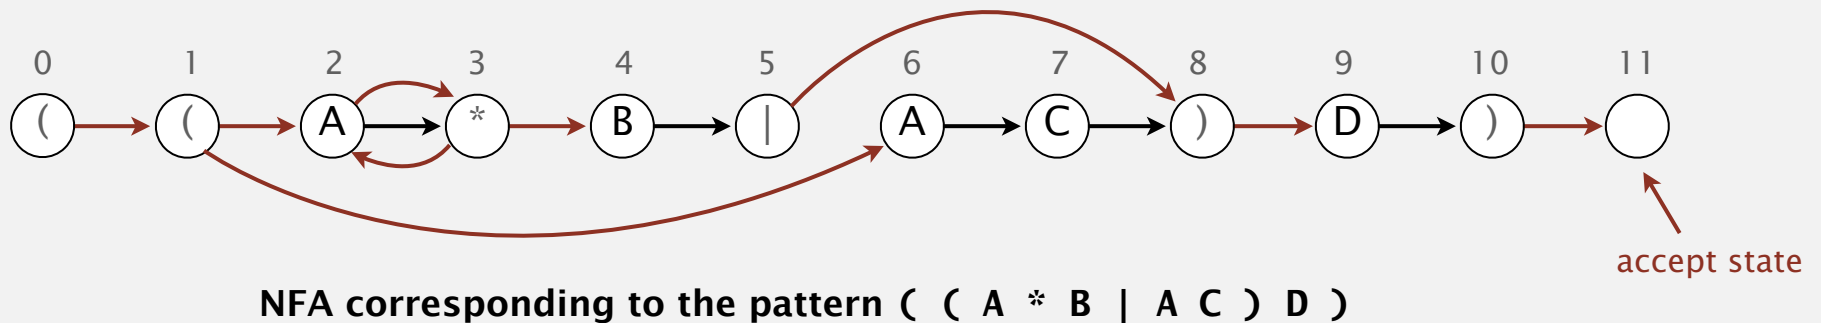 0 1 2 3 4 5 6 7 8 9 10 11
( ( A * B | A C ) D )
accept state
NFA corresponding to the pattern ( ( A * B | A C ) D )